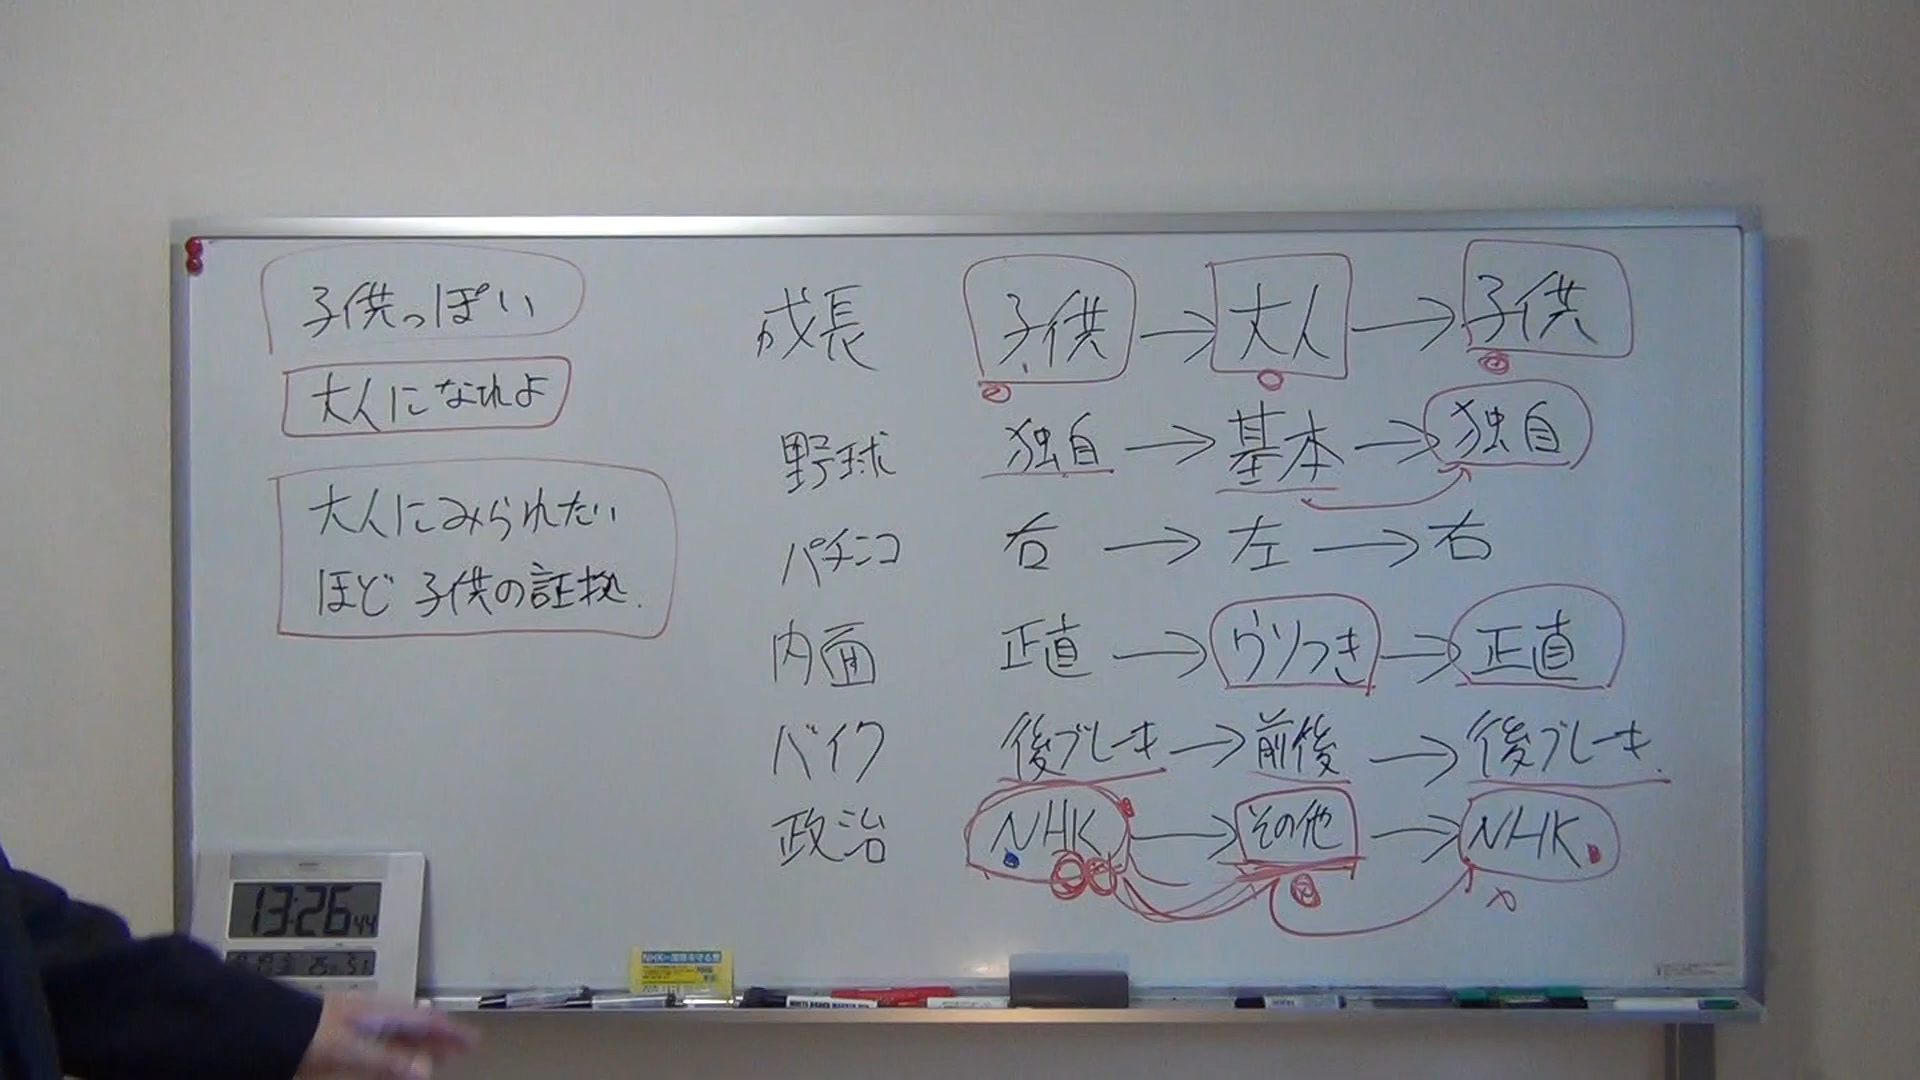 子供っぽい
大人になれよ
大人にみられたい
ほど 子供の証拠.
成長 子供 → 大人 → 子供
野球 独自 → 基本 → 独自
パチンコ 右 → 左 → 右
内面 正直 → ウソつき → 正直
バイク 後ブレーキ → 前後 → 後ブレーキ.
政治 NHK → その他 → NHK
13:26 44